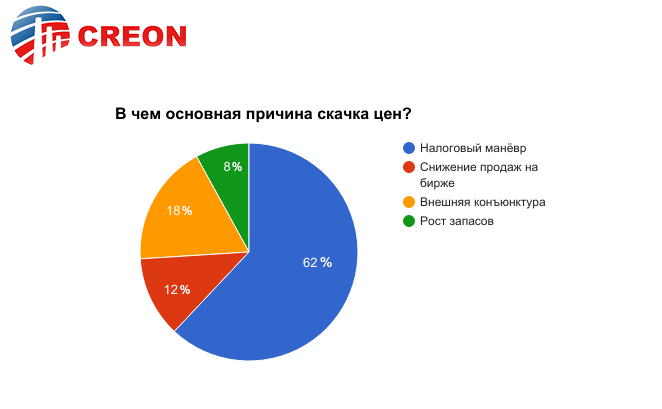 CREON
В чем основная причина скачка цен?
8%
18%
62%
12%
Налоговый манёвр
Снижение продаж на
бирже
Внешняя конъюнктура
Рост запасов